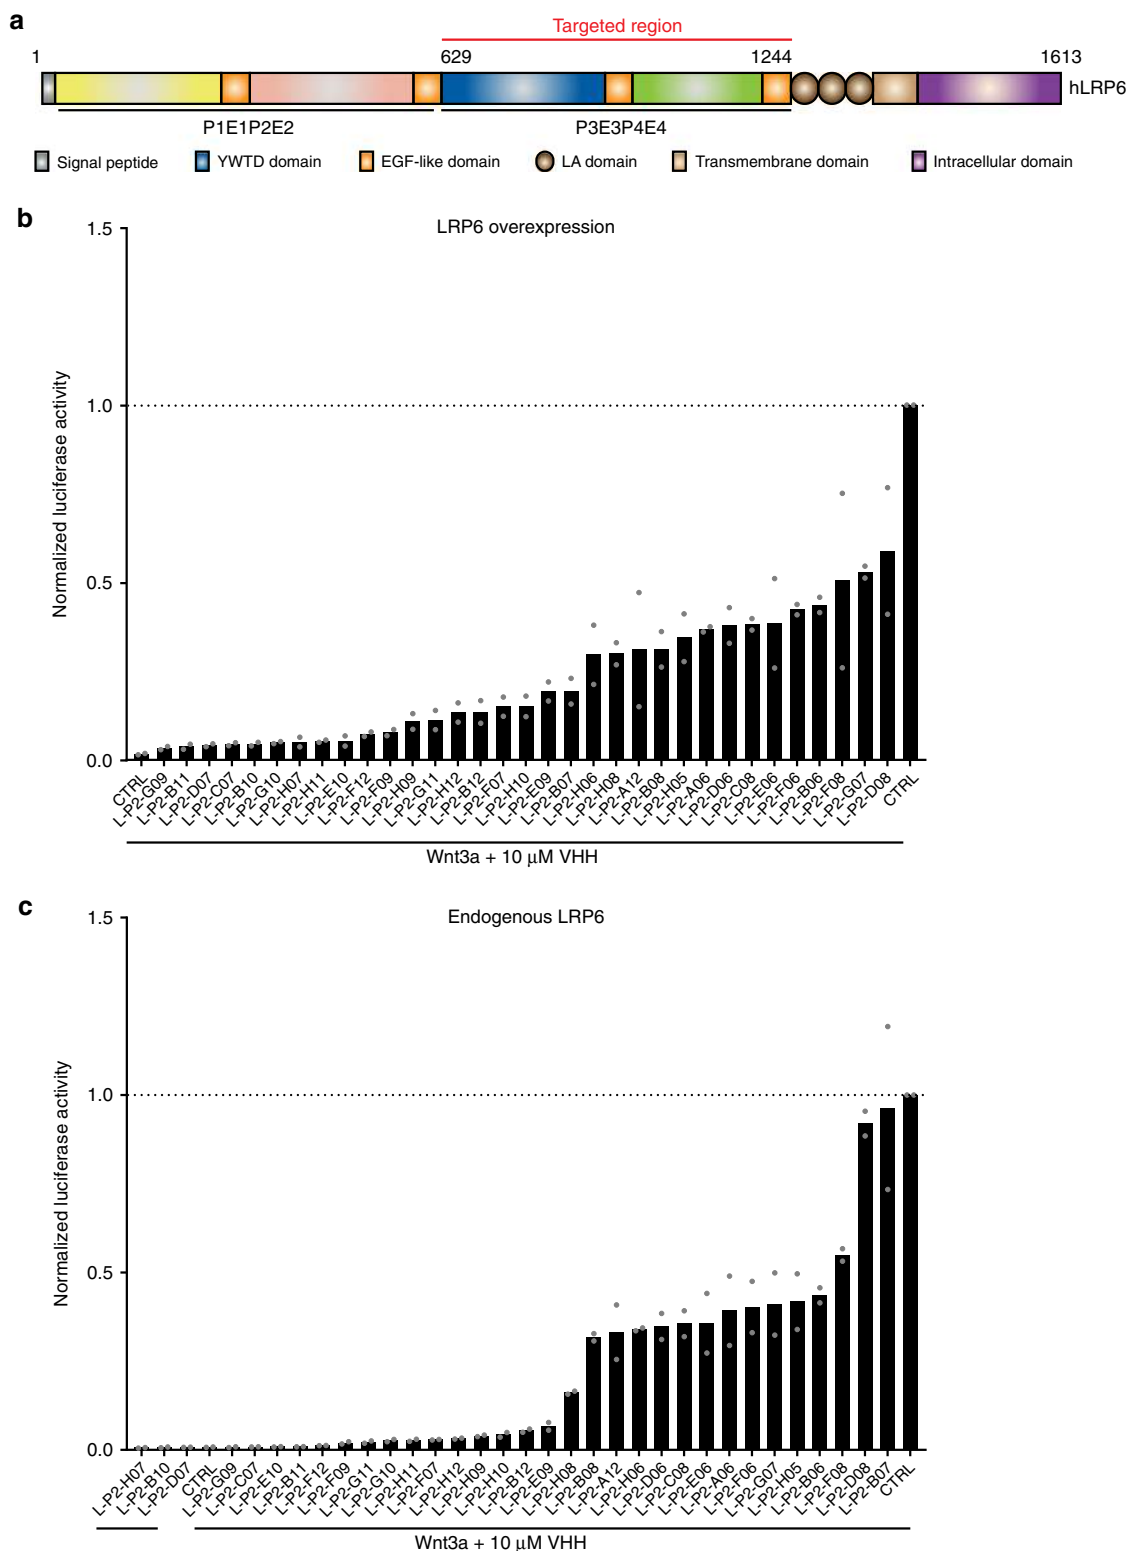 a
Targeted region
1
629
1244
1613
hLRP6
P1E1P2E2
P3E3P4E4
Signal peptide
YWTD domain
EGF-like domain
LA domain
Transmembrane domain
Intracellular domain
b
LRP6 overexpression
Normalized luciferase activity
1.5
1.0
0.5
0.0
CTRL
L-P2-G09
L-P2-B11
L-P2-D07
L-P2-C07
L-P2-B10
L-P2-G10
L-P2-H07
L-P2-H11
L-P2-E10
L-P2-F12
L-P2-F09
L-P2-H09
L-P2-G11
L-P2-H12
L-P2-B12
L-P2-F07
L-P2-H10
L-P2-E09
L-P2-B07
L-P2-H06
L-P2-H08
L-P2-A12
L-P2-B08
L-P2-H05
L-P2-A06
L-P2-D06
L-P2-C08
L-P2-E06
L-P2-F06
L-P2-B06
L-P2-F08
L-P2-G07
L-P2-D08
CTRL
Wnt3a + 10 μM VHH
c
Endogenous LRP6
Normalized luciferase activity
1.5
1.0
0.5
0.0
L-P2-H07
L-P2-B10
L-P2-D07
CTRL
L-P2-G09
L-P2-C07
L-P2-E10
L-P2-B11
L-P2-F12
L-P2-F09
L-P2-G11
L-P2-G10
L-P2-H11
L-P2-F07
L-P2-H12
L-P2-H09
L-P2-H10
L-P2-B12
L-P2-E09
L-P2-H08
L-P2-B08
L-P2-A12
L-P2-H06
L-P2-D06
L-P2-C08
L-P2-E06
L-P2-A06
L-P2-F06
L-P2-G07
L-P2-H05
L-P2-B06
L-P2-F08
L-P2-D08
L-P2-B07
CTRL
Wnt3a + 10 μM VHH